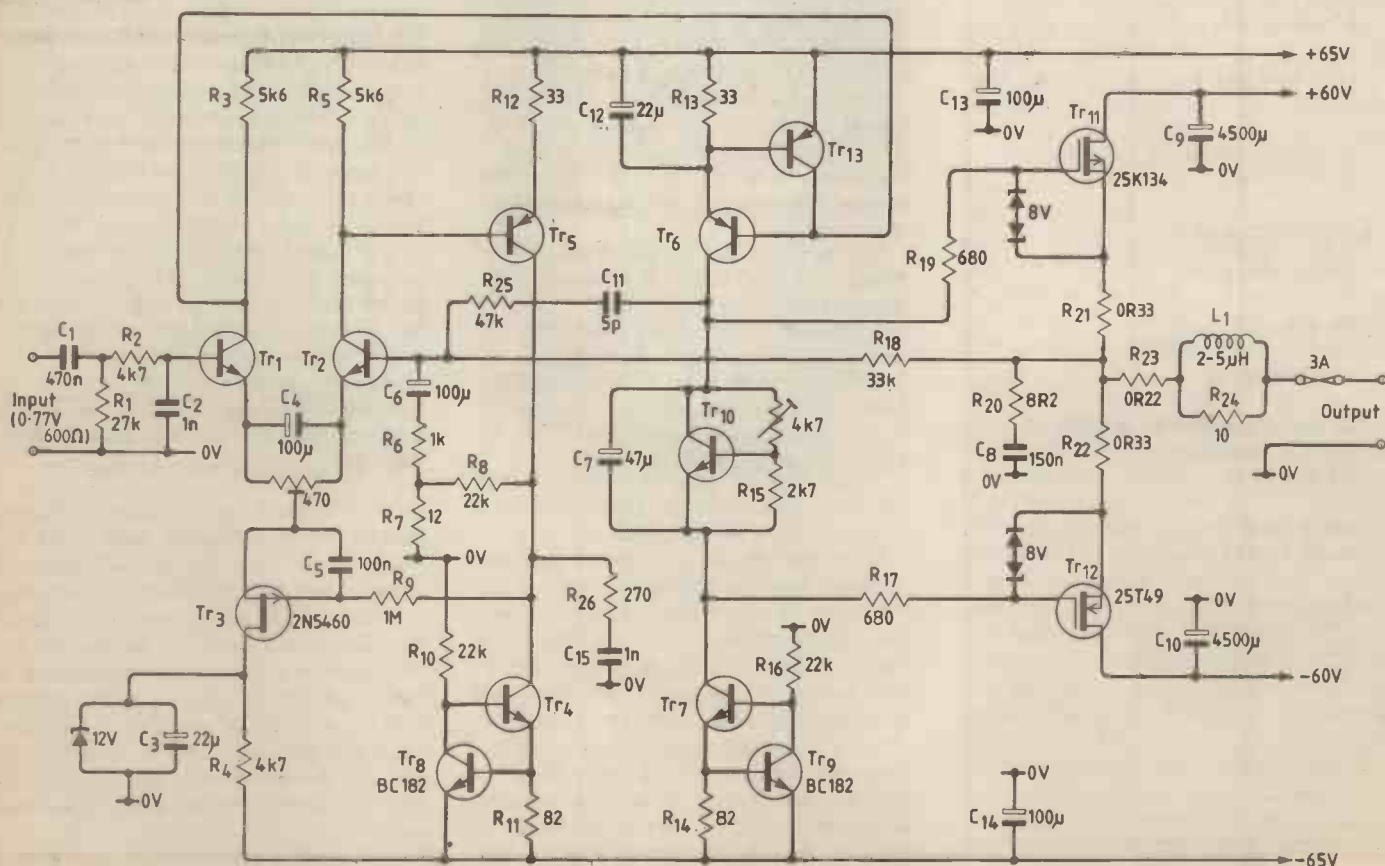 +65V
+60V
R3
5k6
R5
5k6
R12
33
C12
22μ
R13
33
C13
100μ
0V
Tr11
C9
4500μ
0V
Tr13
2SK134
8V
Tr5
Tr6
R19
680
R25
47k
C11
5p
R21
0R33
L1
2-5μH
C1
470n
R2
4k7
Tr1
Tr2
R18
33k
R23
0R22
3A
Input
(0·77V
600Ω)
R1
27k
C2
1n
0V
C4
100μ
C6
100μ
Tr10
4k7
R20
8R2
R24
10
Output
R6
1k
C7
47μ
R22
0R33
C8
150n
0V
0V
470
R8
22k
R15
2k7
R7
12
0V
C5
100n
R9
1M
8V
Tr12
R17
680
2ST49
0V
Tr3
2N5460
R26
270
0V
C10
4500μ
R10
22k
C15
1n
0V
R16
22k
-60V
Tr4
Tr7
12V
C3
22μ
R4
4k7
Tr8
BC182
Tr9
BC182
0V
0V
R11
82
R14
82
C14
100μ
-65V